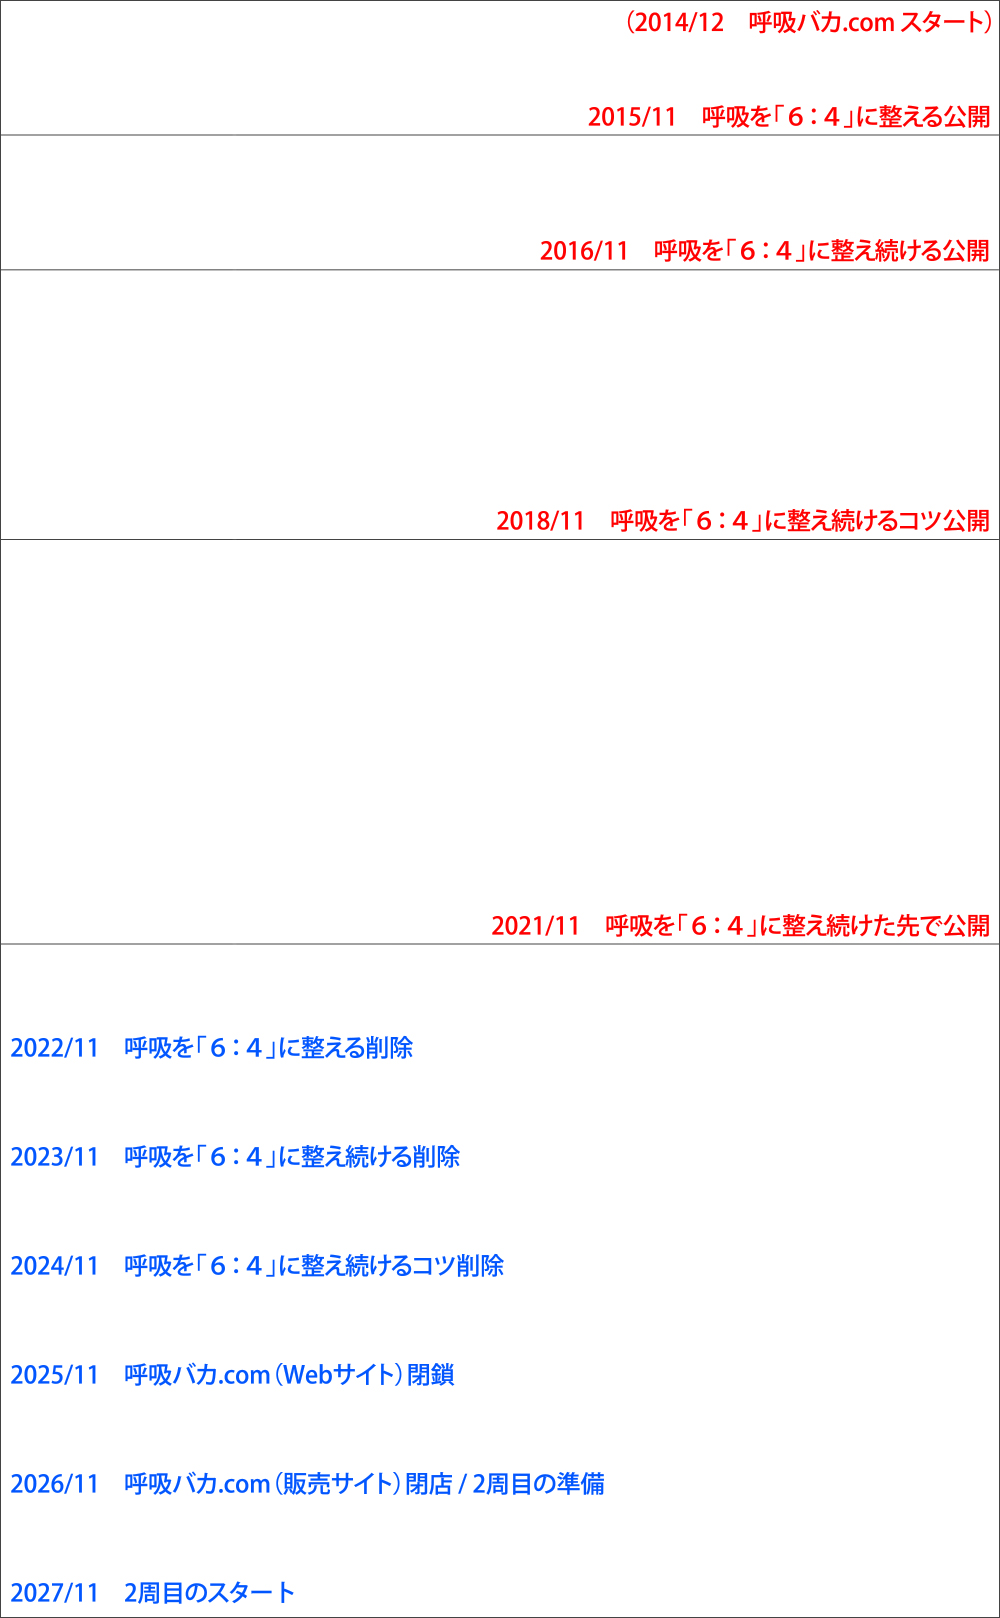 （2014/12　呼吸バカ.com スタート）
2015/11　呼吸を「６：４」に整える公開
2016/11　呼吸を「６：４」に整え続ける公開
2018/11　呼吸を「６：４」に整え続けるコツ公開
2021/11　呼吸を「６：４」に整え続けた先で公開
2022/11　呼吸を「６：４」に整える削除
2023/11　呼吸を「６：４」に整え続ける削除
2024/11　呼吸を「６：４」に整え続けるコツ削除
2025/11　呼吸バカ.com（Webサイト）閉鎖
2026/11　呼吸バカ.com（販売サイト）閉店 / 2周目の準備
2027/11　2周目のスタート